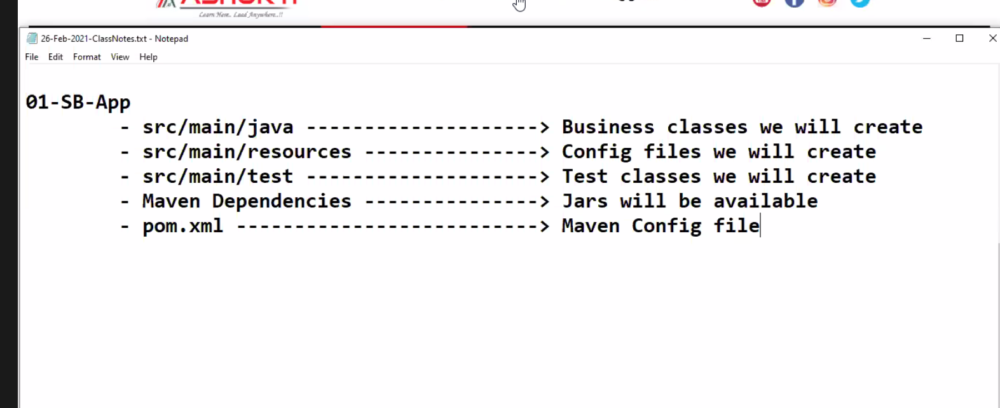 Learn Here.. Lead Anywhere..!!
26-Feb-2021-ClassNotes.txt - Notepad
File Edit Format View Help
01-SB-App
- src/main/java --------------------> Business classes we will create
- src/main/resources ---------------> Config files we will create
- src/main/test --------------------> Test classes we will create
- Maven Dependencies ---------------> Jars will be available
- pom.xml --------------------------> Maven Config file